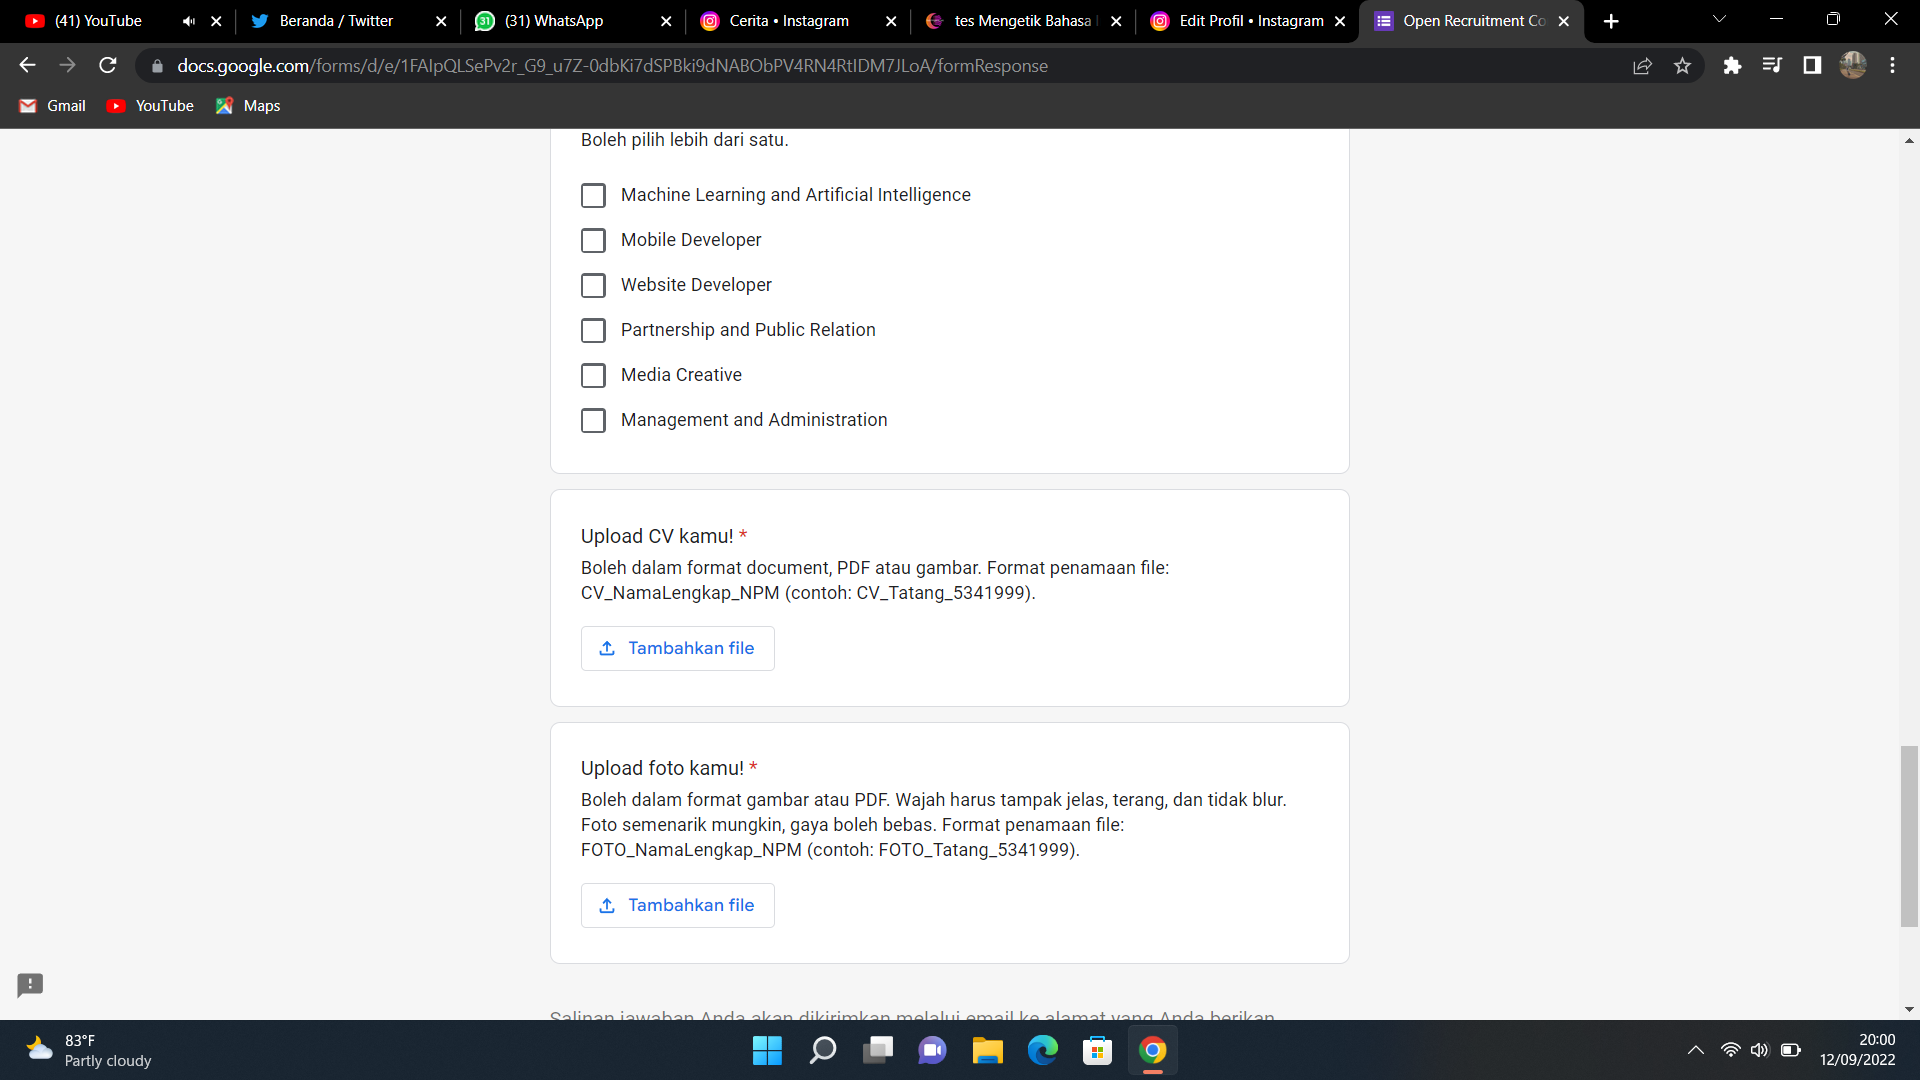 (41) YouTube
Beranda / Twitter
(31) WhatsApp
Cerita • Instagram
tes Mengetik Bahasa
Edit Profil • Instagram
Open Recruitment Co
docs.google.com/forms/d/e/1FAIpQLSePv2r_G9_u7Z-0dbKi7dSPBki9dNABObPV4RN4RtIDM7JLoA/formResponse
Gmail
YouTube
Maps
Boleh pilih lebih dari satu.
Machine Learning and Artificial Intelligence
Mobile Developer
Website Developer
Partnership and Public Relation
Media Creative
Management and Administration
Upload CV kamu! *
Boleh dalam format document, PDF atau gambar. Format penamaan file:
CV_NamaLengkap_NPM (contoh: CV_Tatang_5341999).
Tambahkan file
Upload foto kamu! *
Boleh dalam format gambar atau PDF. Wajah harus tampak jelas, terang, dan tidak blur.
Foto semenarik mungkin, gaya boleh bebas. Format penamaan file:
FOTO_NamaLengkap_NPM (contoh: FOTO_Tatang_5341999).
Tambahkan file
Salinan jawaban Anda akan dikirimkan melalui email ke alamat yang Anda berikan
83°F
Partly cloudy
20:00
12/09/2022